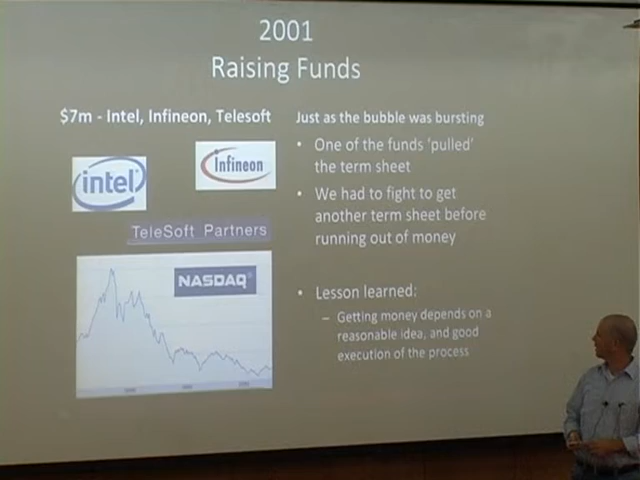 2001
Raising Funds
$7m - Intel, Infineon, Telesoft
intel
Infineon
TeleSoft Partners
NASDAQ
Just as the bubble was bursting
• One of the funds 'pulled'
the term sheet
• We had to fight to get
another term sheet before
running out of money
• Lesson learned:
– Getting money depends on a
reasonable idea, and good
execution of the process